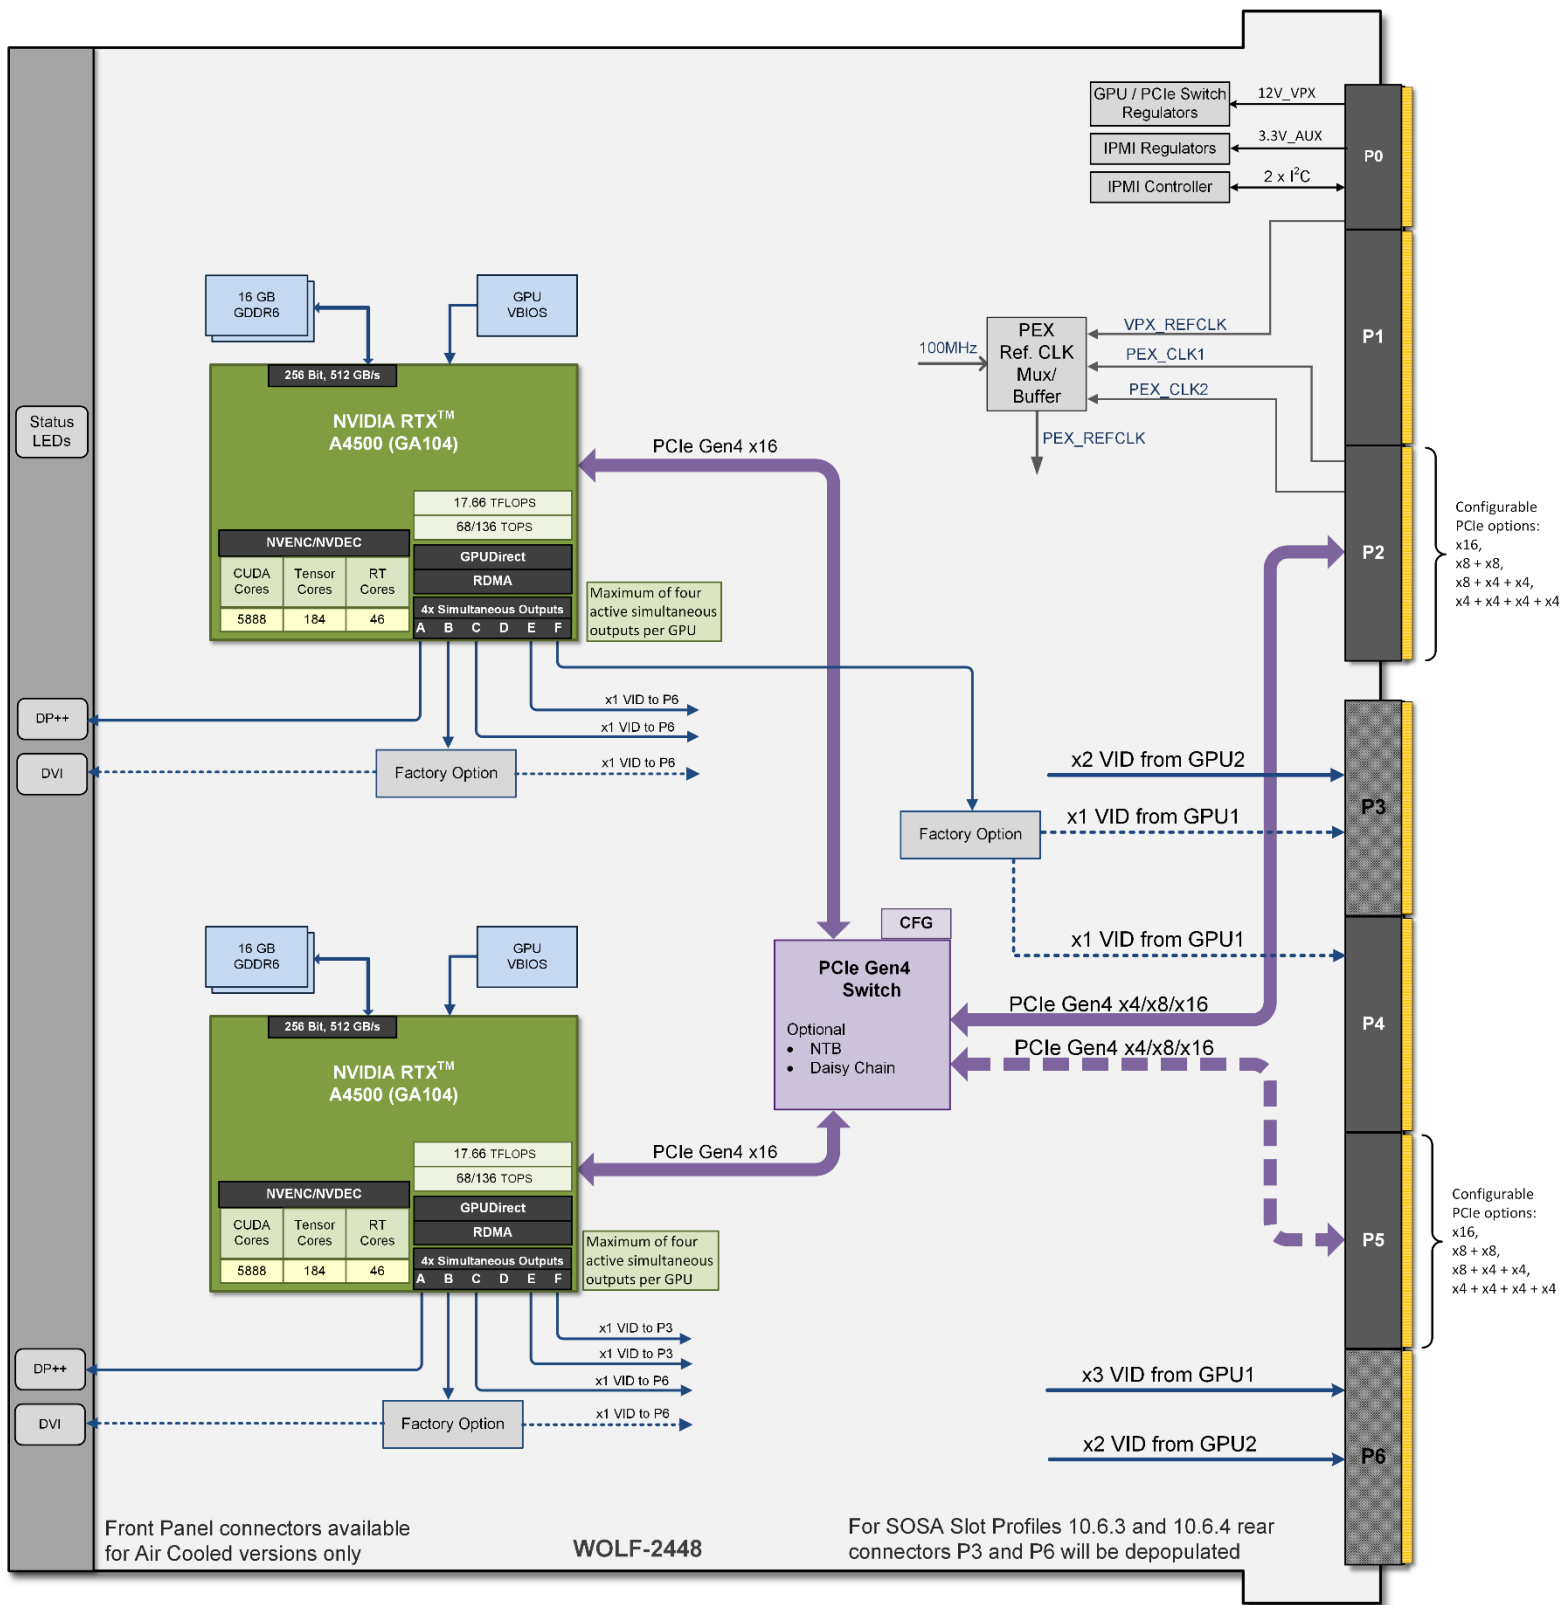 GPU / PCIe Switch
Regulators
12V_VPX
IPMI Regulators
3.3V_AUX
IPMI Controller
2 x I²C
P0
P1
16 GB
GDDR6
GPU
VBIOS
100MHz
PEX
Ref. CLK
Mux/
Buffer
VPX_REFCLK
PEX_CLK1
PEX_CLK2
PEX_REFCLK
Status
LEDs
256 Bit, 512 GB/s
NVIDIA RTX™
A4500 (GA104)
PCIe Gen4 x16
17.66 TFLOPS
68/136 TOPS
NVENC/NVDEC
GPUDirect
RDMA
CUDA
Cores
Tensor
Cores
RT
Cores
5888
184
46
4x Simultaneous Outputs
A B C D E F
Maximum of four
active simultaneous
outputs per GPU
P2
Configurable
PCIe options:
x16,
x8 + x8,
x8 + x4 + x4,
x4 + x4 + x4 + x4
DP++
DVI
x1 VID to P6
x1 VID to P6
Factory Option
x1 VID to P6
x2 VID from GPU2
P3
Factory Option
x1 VID from GPU1
x1 VID from GPU1
CFG
PCIe Gen4
Switch
Optional
• NTB
• Daisy Chain
PCIe Gen4 x4/x8/x16
PCIe Gen4 x4/x8/x16
P4
16 GB
GDDR6
GPU
VBIOS
256 Bit, 512 GB/s
NVIDIA RTX™
A4500 (GA104)
PCIe Gen4 x16
17.66 TFLOPS
68/136 TOPS
NVENC/NVDEC
GPUDirect
RDMA
CUDA
Cores
Tensor
Cores
RT
Cores
5888
184
46
4x Simultaneous Outputs
A B C D E F
Maximum of four
active simultaneous
outputs per GPU
P5
Configurable
PCIe options:
x16,
x8 + x8,
x8 + x4 + x4,
x4 + x4 + x4 + x4
DP++
DVI
x1 VID to P3
x1 VID to P3
x1 VID to P6
Factory Option
x1 VID to P6
x3 VID from GPU1
x2 VID from GPU2
P6
Front Panel connectors available
for Air Cooled versions only
WOLF-2448
For SOSA Slot Profiles 10.6.3 and 10.6.4 rear
connectors P3 and P6 will be depopulated